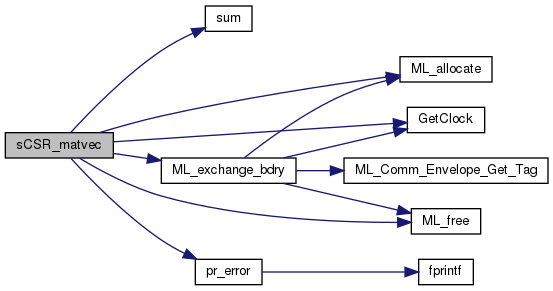 sum
ML_allocate
GetClock
sCSR_matvec
ML_exchange_bdry
ML_Comm_Envelope_Get_Tag
ML_free
pr_error
fprintf